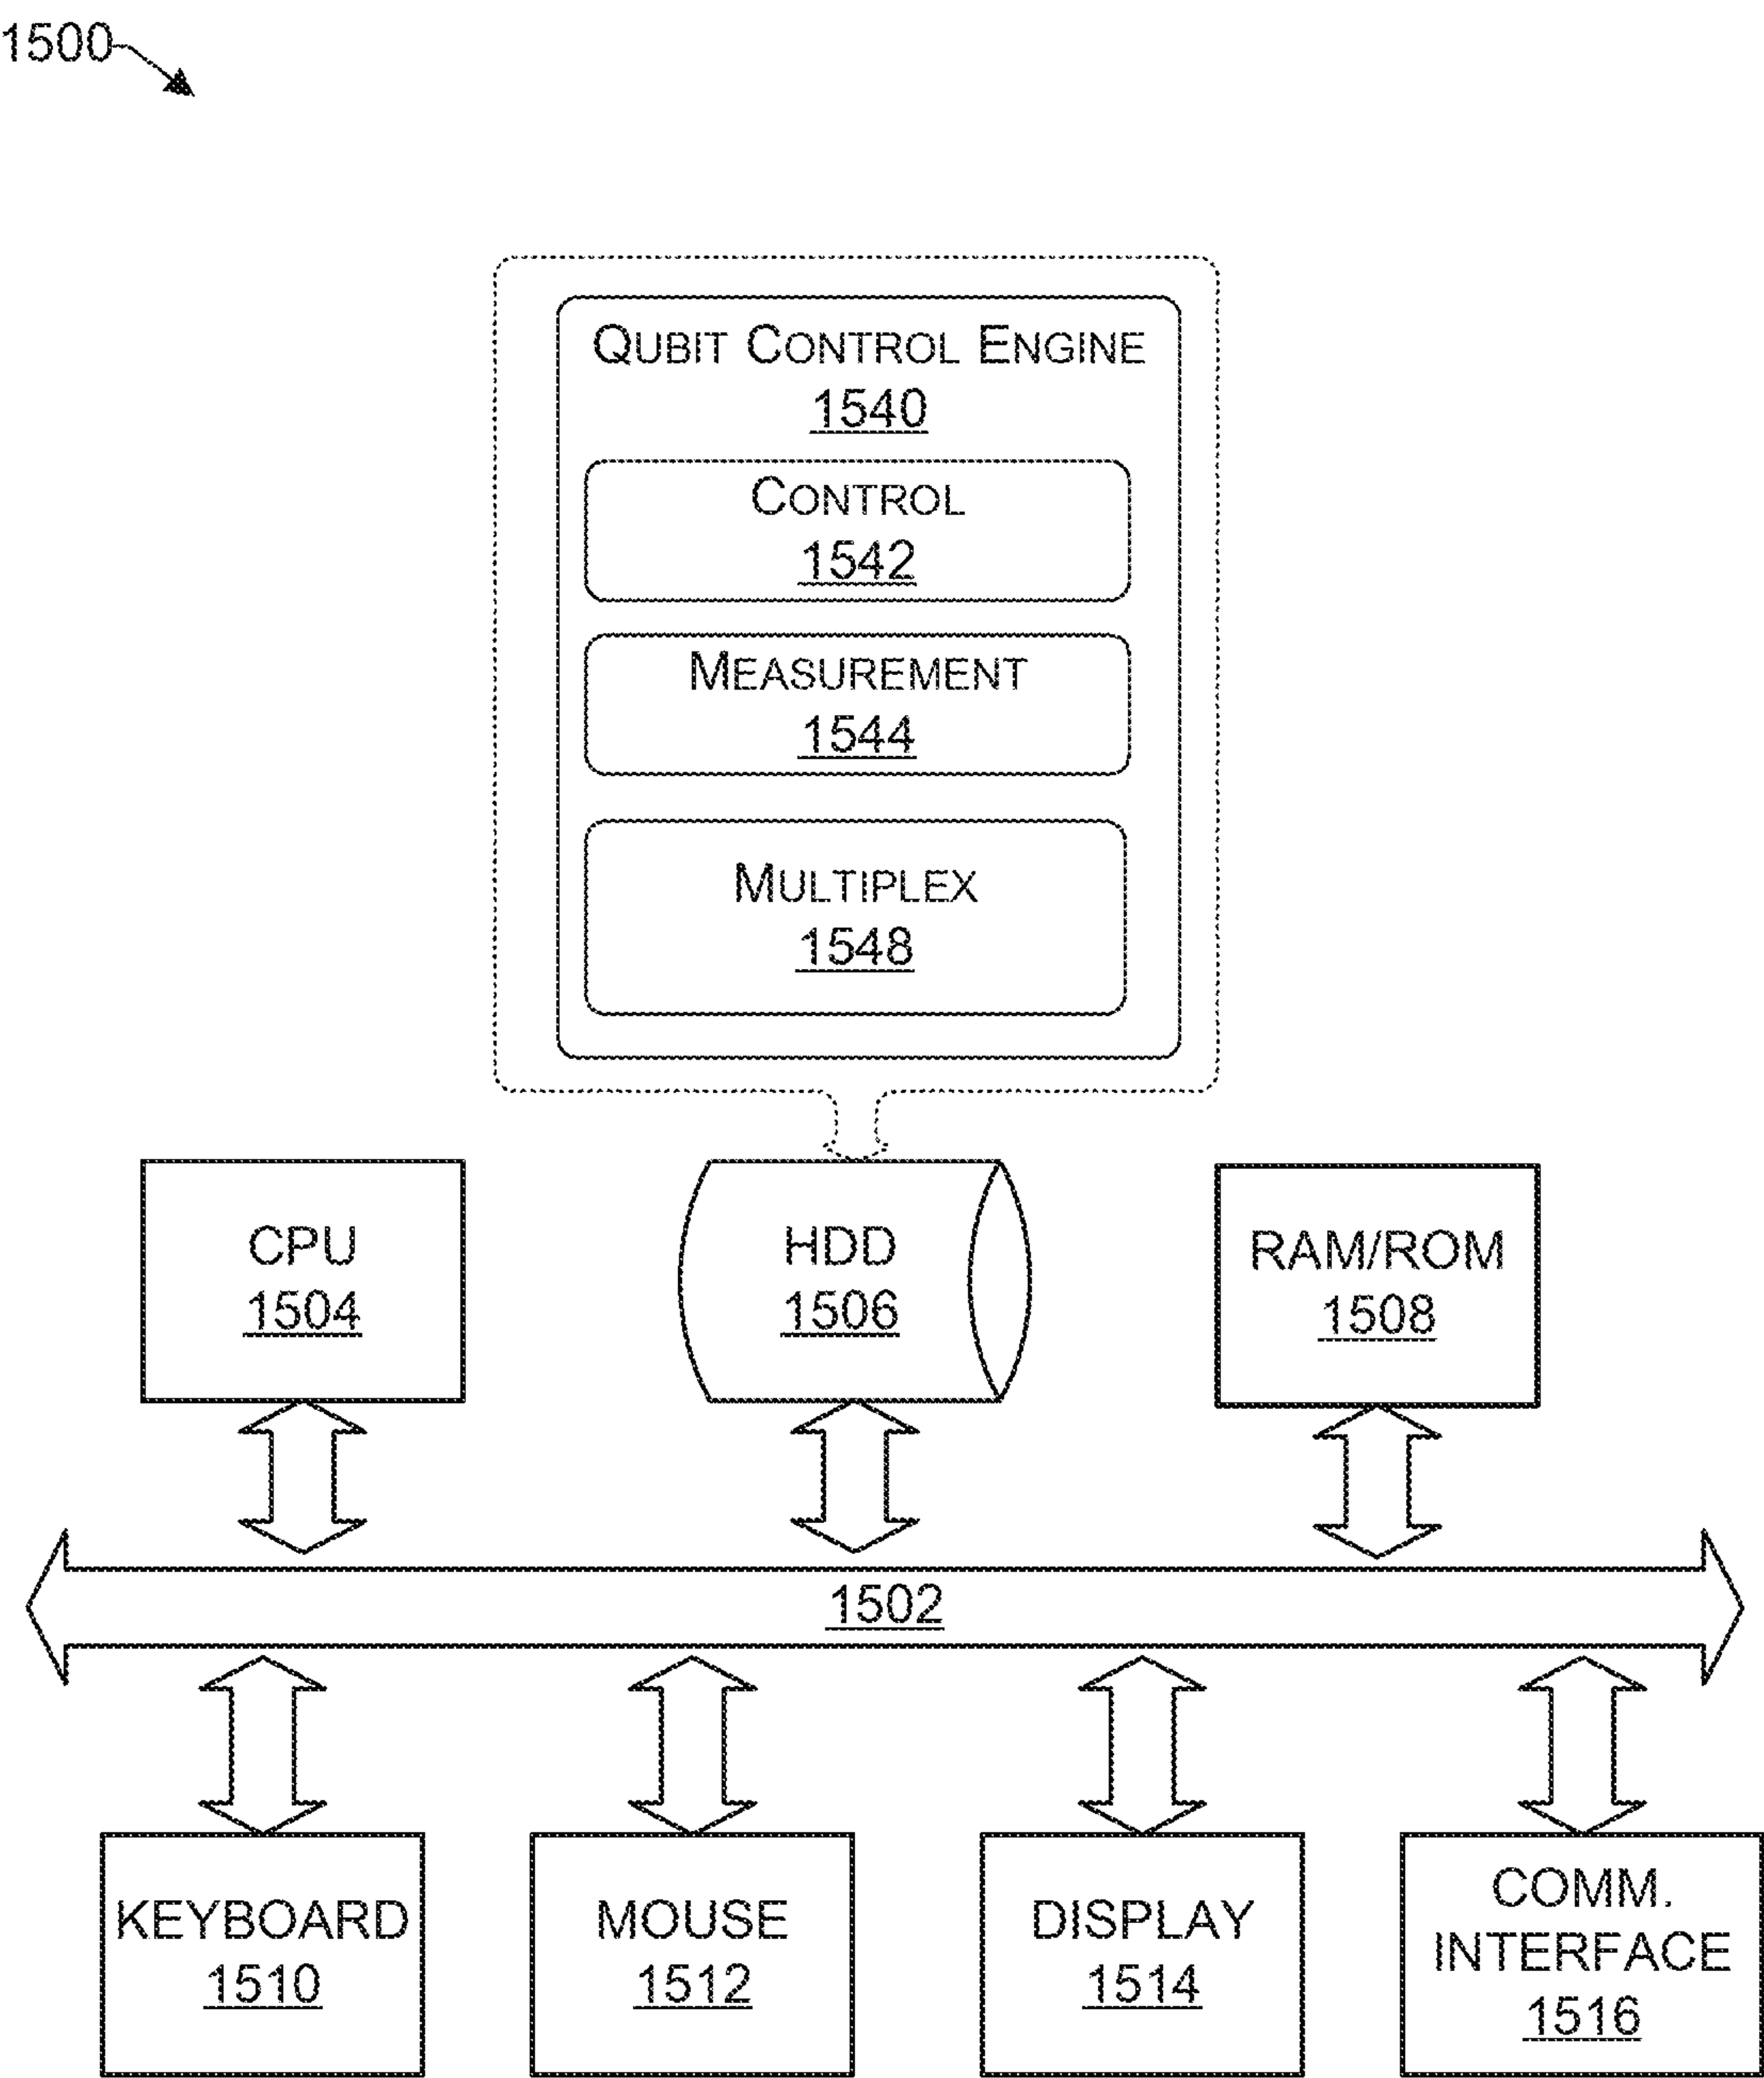 1500
QUBIT CONTROL ENGINE
1540
CONTROL
1542
MEASUREMENT
1544
MULTIPLEX
1548
CPU
1504
HDD
1506
RAM/ROM
1508
1502
KEYBOARD
1510
MOUSE
1512
DISPLAY
1514
COMM.
INTERFACE
1516